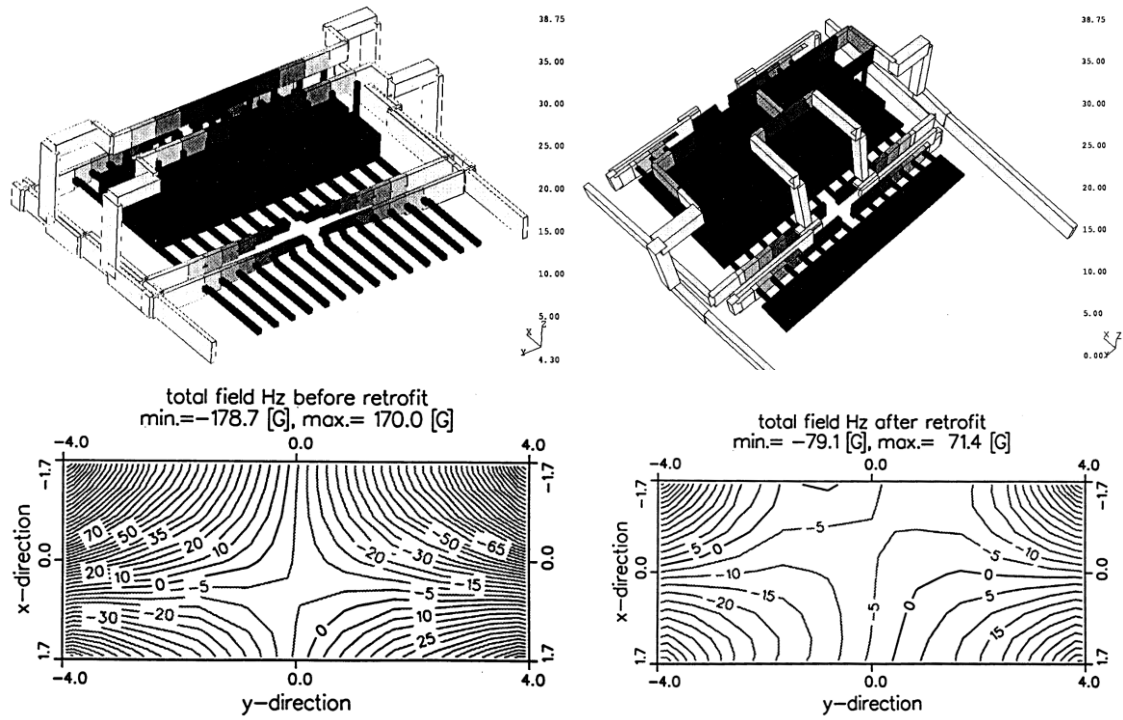 38.75
35.00
30.00
25.00
20.00
15.00
10.00
5.00
4.30
X Z
Y
38.75
35.00
30.00
25.00
20.00
15.00
10.00
5.00
0.00
X Z
Y
total field Hz before retrofit
min.=-178.7 [G], max.= 170.0 [G]
-4.0 0.0 4.0
-1.7 -1.7
70 50 35 20 10 -20 -30 -50 -65
x-direction
0.0 0.0
20 10 0 -5 -5 -15
-30 -20 0 10 25
1.7 1.7
-4.0 0.0 4.0
y-direction
total field Hz after retrofit
min.= -79.1 [G], max.= 71.4 [G]
-4.0 0.0 4.0
-1.7 -1.7
5 0 -5 -5 -10
x-direction
0.0 0.0
-10 -15 -20 -5 0 0 5 15
1.7 1.7
-4.0 0.0 4.0
y-direction